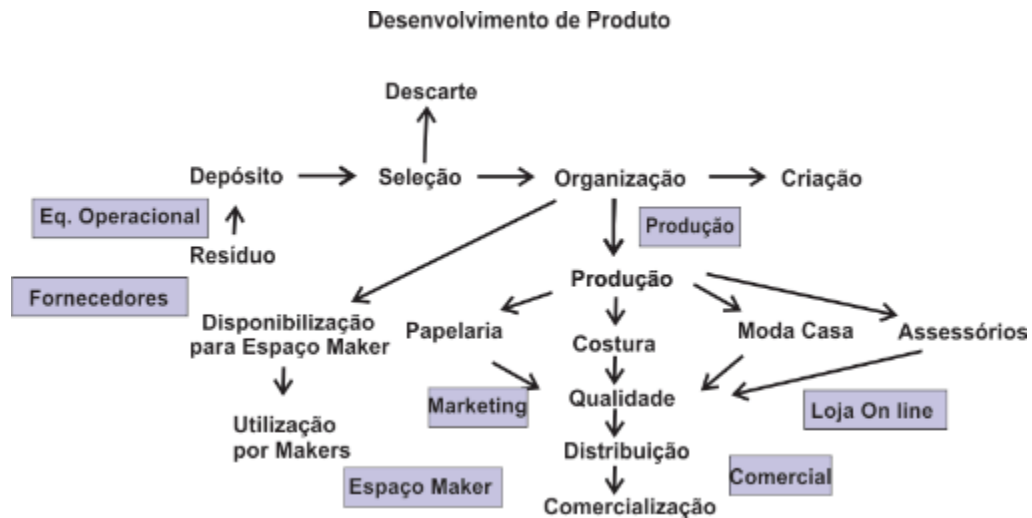 Desenvolvimento de Produto
Descarte
Depósito
Seleção
Organização
Criação
Eq. Operacional
Produção
Resíduo
Fornecedores
Produção
Disponibilização
para Espaço Maker
Papelaria
Costura
Moda Casa
Assessórios
Marketing
Qualidade
Loja On line
Utilização
por Makers
Distribuição
Espaço Maker
Comercial
Comercialização